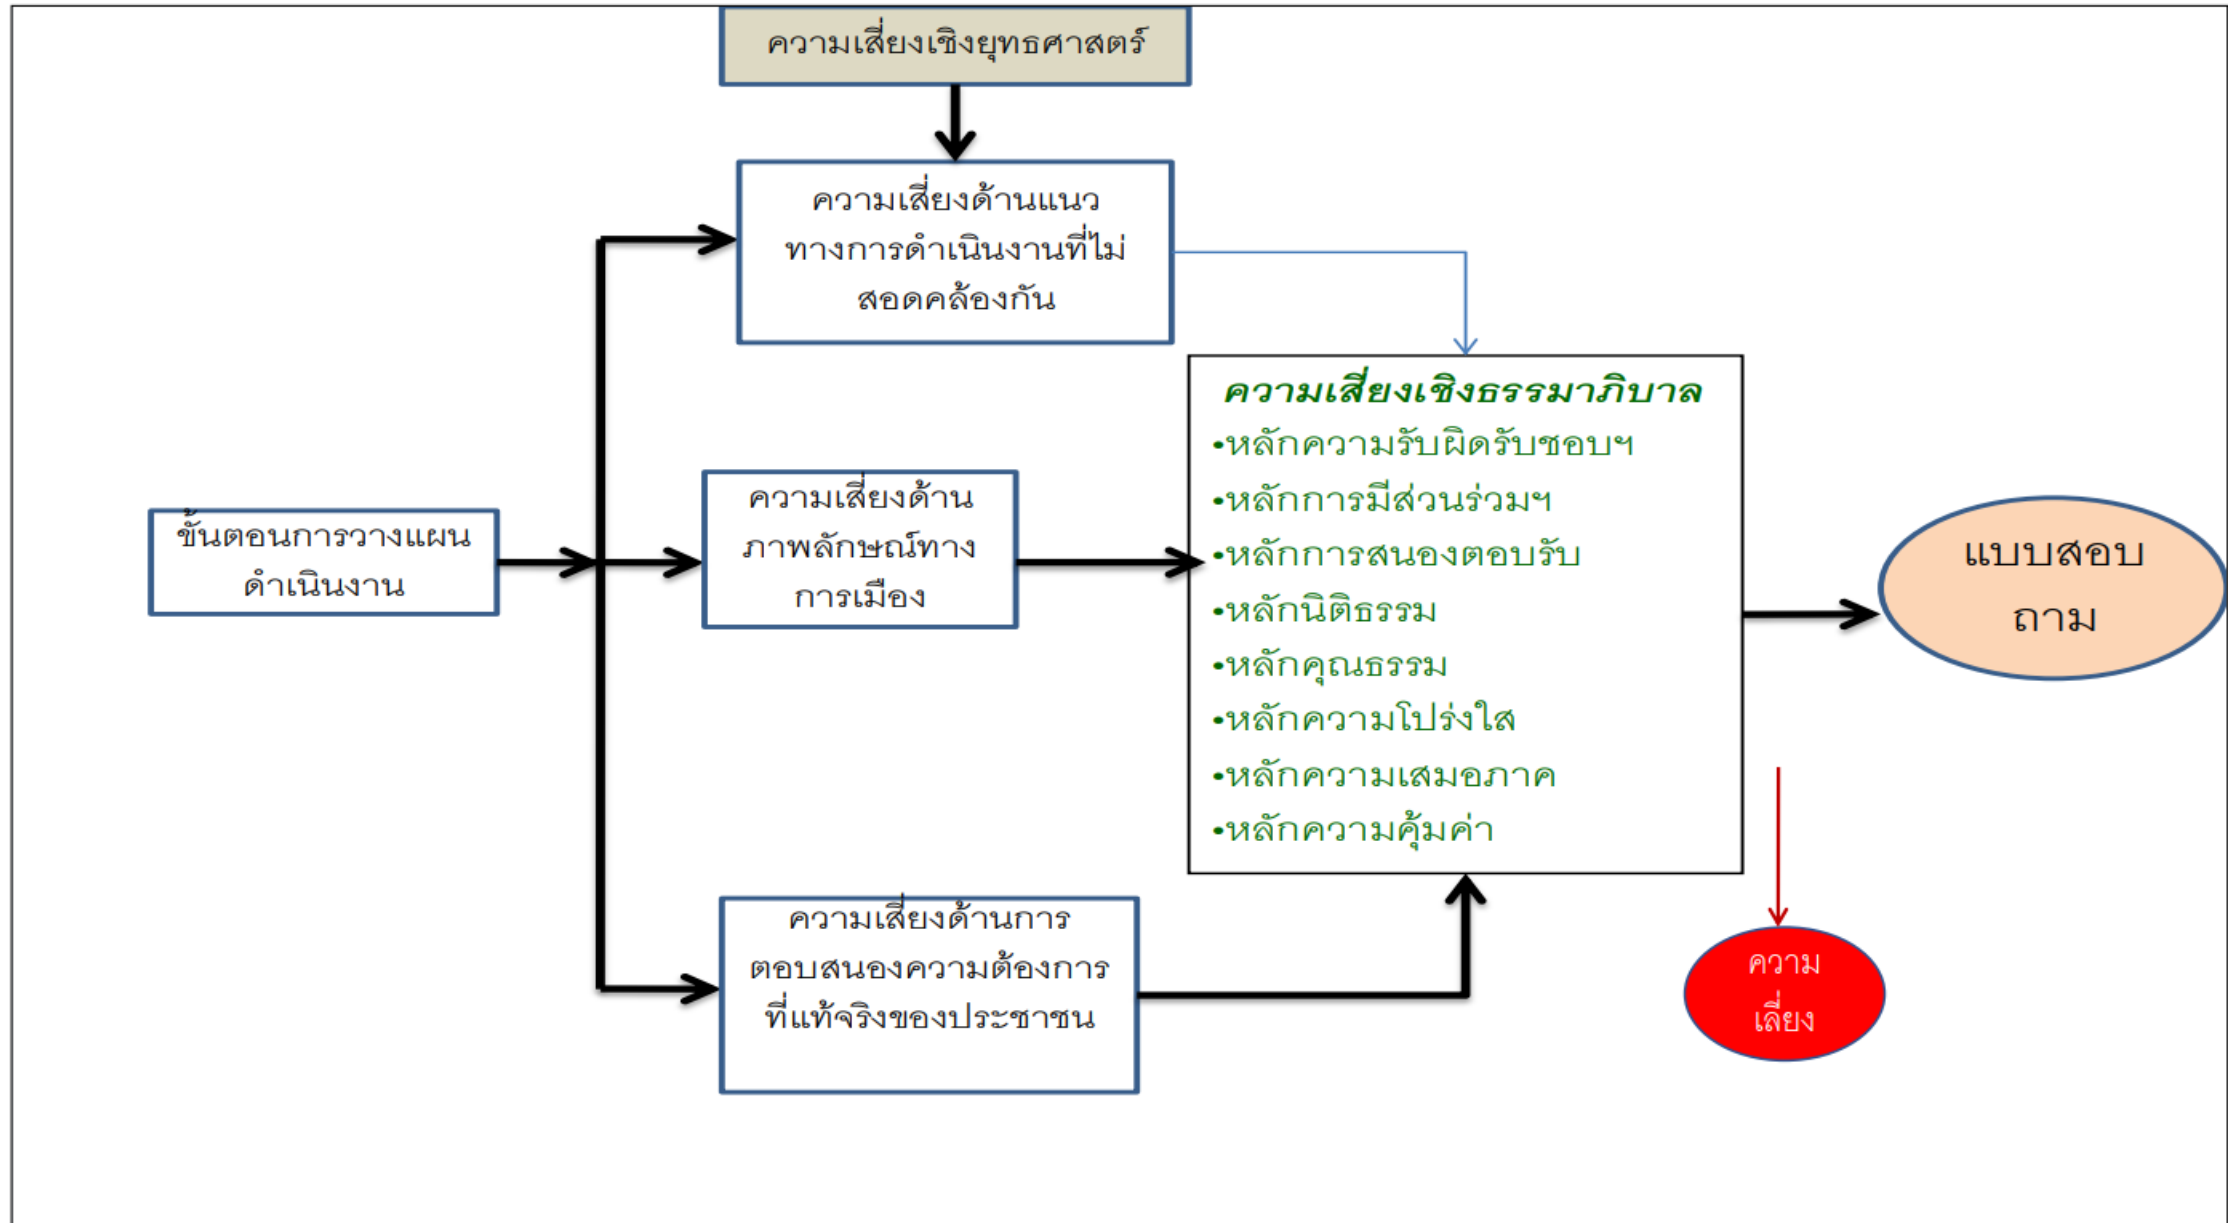 ความเสี่ยงเชิงยุทธศาสตร์
ความเสี่ยงด้านแนว
ทางการดำเนินงานที่ไม่
สอดคล้องกัน
ขั้นตอนการวางแผน
ดำเนินงาน
ความเสี่ยงด้าน
ภาพลักษณ์ทาง
การเมือง
ความเสี่ยงด้านการ
ตอบสนองความต้องการ
ที่แท้จริงของประชาชน
ความเสี่ยงเชิงธรรมาภิบาล
•หลักความรับผิดรับชอบฯ
•หลักการมีส่วนร่วมฯ
•หลักการสนองตอบรับ
•หลักนิติธรรม
•หลักคุณธรรม
•หลักความโปร่งใส
•หลักความเสมอภาค
•หลักความคุ้มค่า
แบบสอบ
ถาม
ความ
เลี่ยง